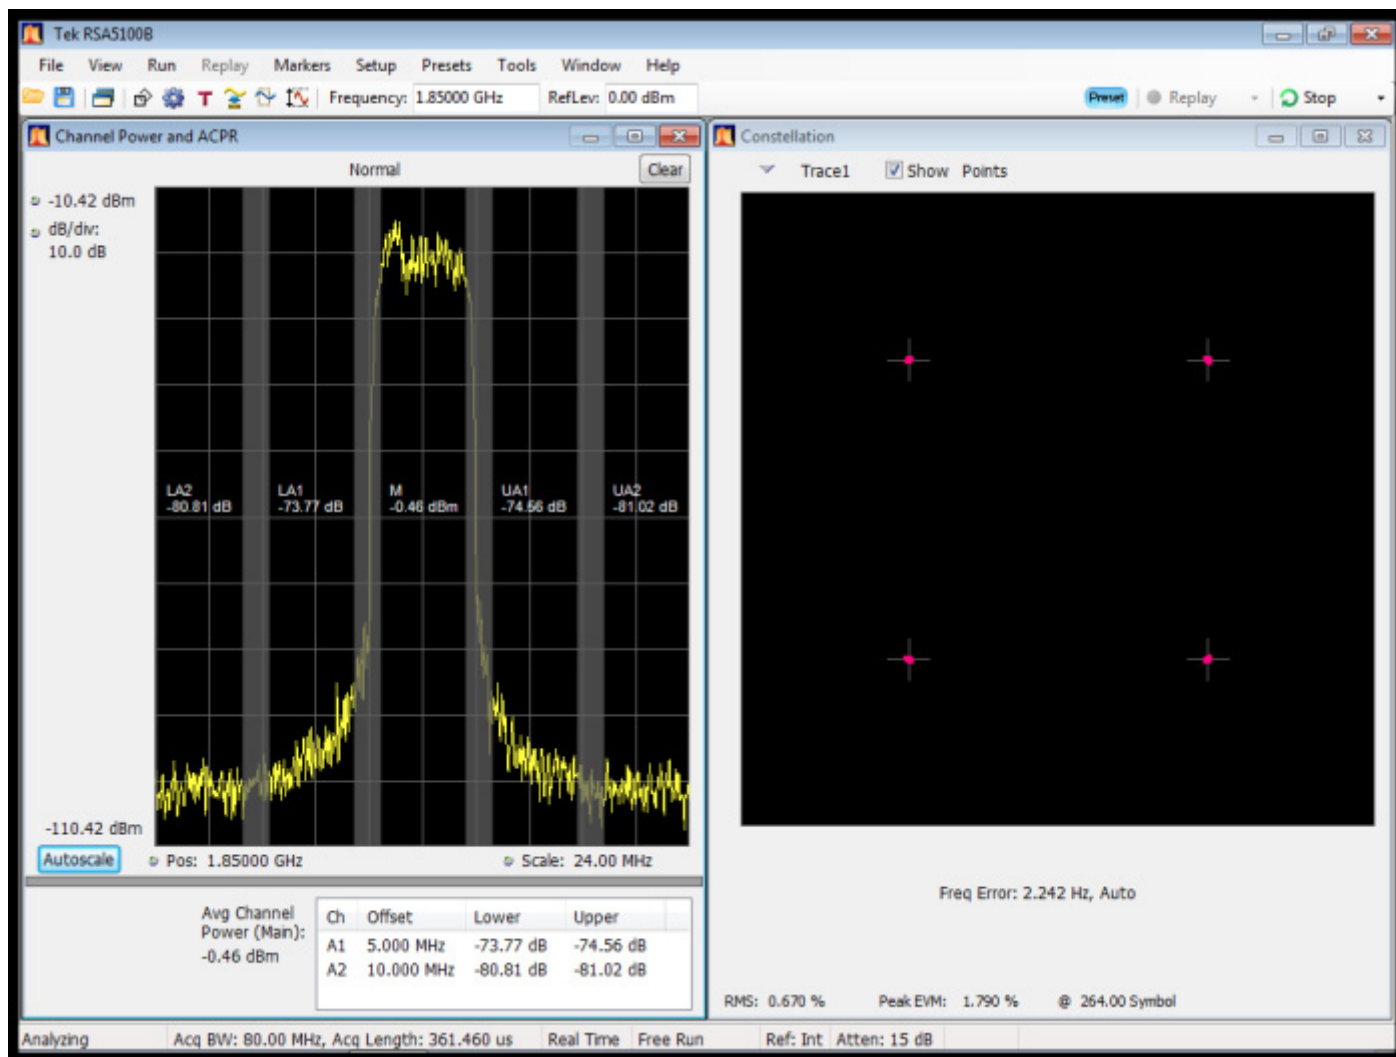 Tek RSA5100B
File View Run Replay Markers Setup Presets Tools Window Help
Frequency: 1.85000 GHz RefLev: 0.00 dBm Preset Replay Stop
Channel Power and ACPR
Normal Clear
-10.42 dBm
dB/div:
10.0 dB
LA2 LA1 M UA1 UA2
-80.81 dB -73.77 dB -0.46 dBm -74.56 dB -81.02 dB
-110.42 dBm
Autoscale Pos: 1.85000 GHz Scale: 24.00 MHz
Avg Channel
Power (Main):
-0.46 dBm
Ch Offset Lower Upper
A1 5.000 MHz -73.77 dB -74.56 dB
A2 10.000 MHz -80.81 dB -81.02 dB
Constellation
Trace1 Show Points
Freq Error: 2.242 Hz, Auto
RMS: 0.670 % Peak EVM: 1.790 % @ 264.00 Symbol
Analyzing Acq BW: 80.00 MHz, Acq Length: 361.460 us Real Time Free Run Ref: Int Atten: 15 dB